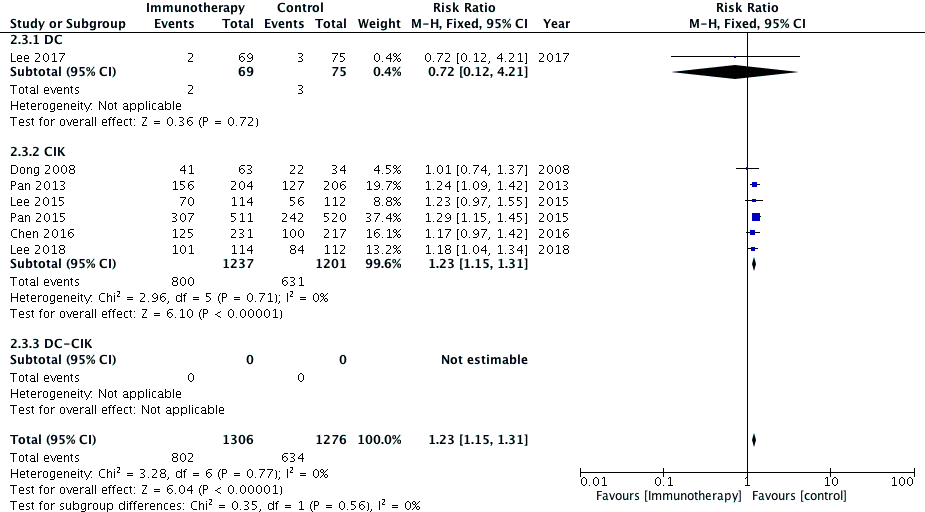 Immunotherapy Control Risk Ratio Risk Ratio
Study or Subgroup Events Total Events Total Weight M-H, Fixed, 95% CI Year M-H, Fixed, 95% CI
2.3.1 DC
Lee 2017 2 69 3 75 0.4% 0.72 [0.12, 4.21] 2017
Subtotal (95% CI) 69 75 0.4% 0.72 [0.12, 4.21]
Total events 2 3
Heterogeneity: Not applicable
Test for overall effect: Z = 0.36 (P = 0.72)
2.3.2 CIK
Dong 2008 41 63 22 34 4.5% 1.01 [0.74, 1.37] 2008
Pan 2013 156 204 127 206 19.7% 1.24 [1.09, 1.42] 2013
Lee 2015 70 114 56 112 8.8% 1.23 [0.97, 1.55] 2015
Pan 2015 307 511 242 520 37.4% 1.29 [1.15, 1.45] 2015
Chen 2016 125 231 100 217 16.1% 1.17 [0.97, 1.42] 2016
Lee 2018 101 114 84 112 13.2% 1.18 [1.04, 1.34] 2018
Subtotal (95% CI) 1237 1201 99.6% 1.23 [1.15, 1.31]
Total events 800 631
Heterogeneity: Chi² = 2.96, df = 5 (P = 0.71); I² = 0%
Test for overall effect: Z = 6.10 (P < 0.00001)
2.3.3 DC-CIK
Subtotal (95% CI) 0 0 Not estimable
Total events 0 0
Heterogeneity: Not applicable
Test for overall effect: Not applicable
Total (95% CI) 1306 1276 100.0% 1.23 [1.15, 1.31]
Total events 802 634
Heterogeneity: Chi² = 3.28, df = 6 (P = 0.77); I² = 0%
Test for overall effect: Z = 6.04 (P < 0.00001)
Test for subgroup differences: Chi² = 0.35, df = 1 (P = 0.56), I² = 0%
0.01 0.1 1 10 100
Favours [Immunotherapy] Favours [control]